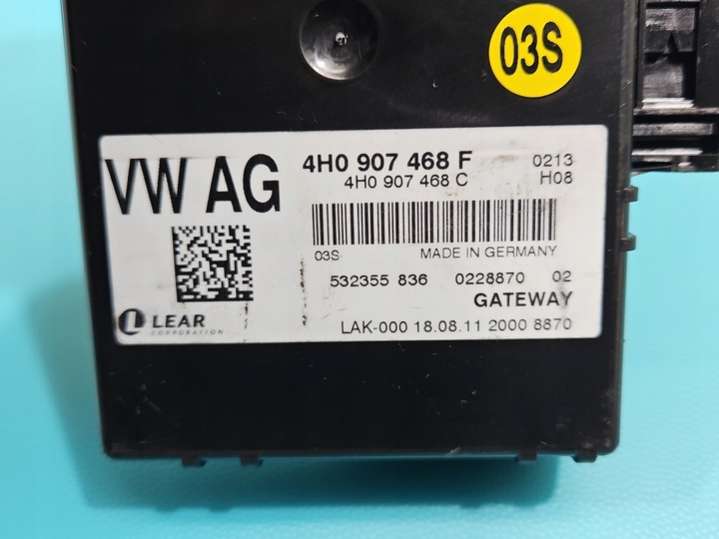 03S
VW AG
4H0 907 468 F 0213
4H0 907 468 C H08
03S MADE IN GERMANY
532355 836 0228870 02
GATEWAY
LEAR
CORPORATION
LAK-000 18.08.11 2000 8870